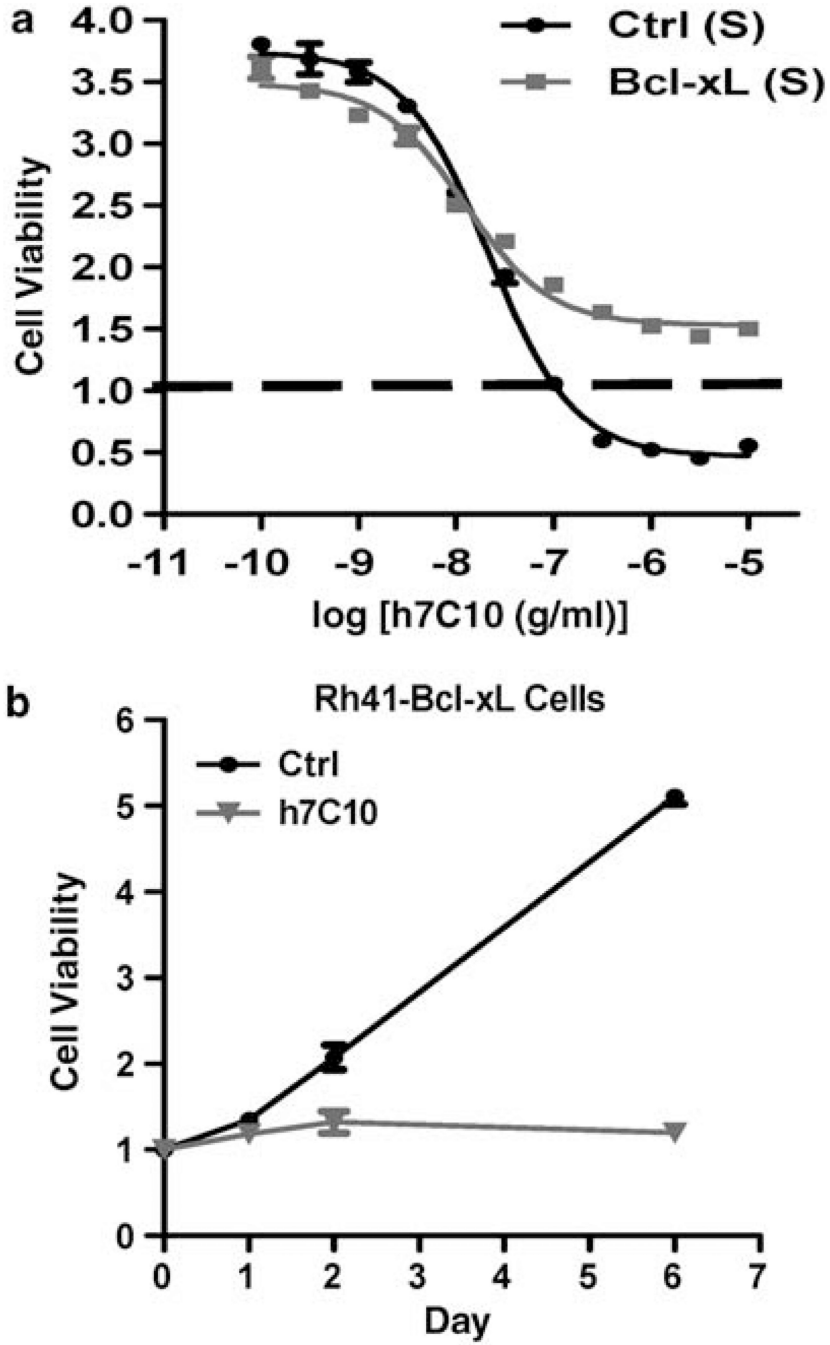 a
Ctrl (S)
Bcl-xL (S)
4.0
3.5
3.0
2.5
2.0
1.5
1.0
0.5
0.0
Cell Viability
-11 -10 -9 -8 -7 -6 -5
log [h7C10 (g/ml)]
b
Rh41-Bcl-xL Cells
Ctrl
h7C10
6
5
4
3
2
1
0
Cell Viability
0 1 2 3 4 5 6 7
Day